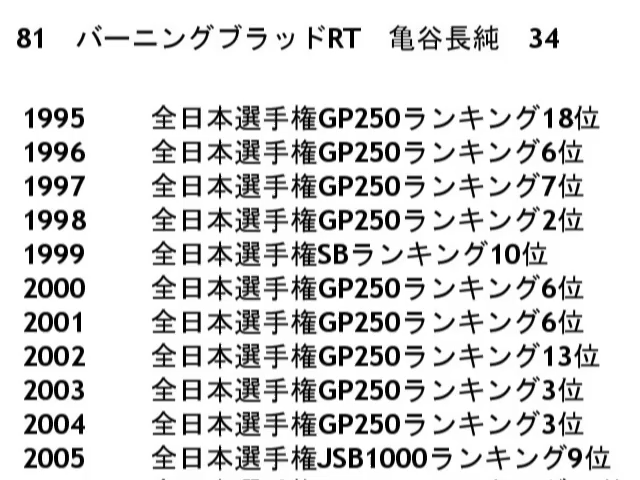 81　バーニングブラッドRT　亀谷長純　34
1995　全日本選手権GP250ランキング18位
1996　全日本選手権GP250ランキング6位
1997　全日本選手権GP250ランキング7位
1998　全日本選手権GP250ランキング2位
1999　全日本選手権SBランキング10位
2000　全日本選手権GP250ランキング6位
2001　全日本選手権GP250ランキング6位
2002　全日本選手権GP250ランキング13位
2003　全日本選手権GP250ランキング3位
2004　全日本選手権GP250ランキング3位
2005　全日本選手権JSB1000ランキング9位